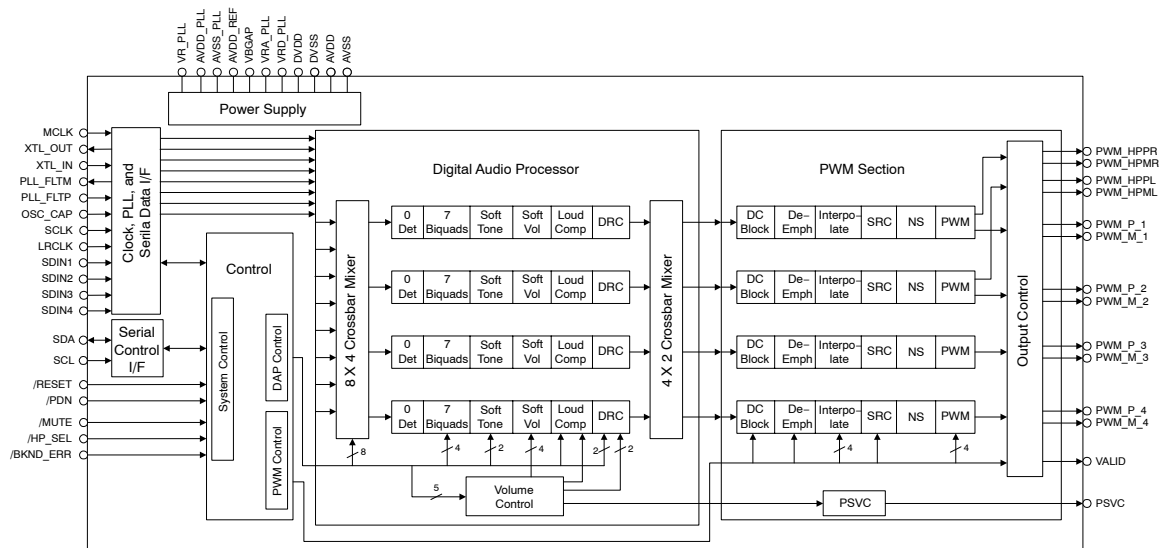 VR_PLL
AVDD_PLL
AVSS_PLL
AVDD_REF
VBGAP
VRA_PLL
VRD_PLL
DVDD
DVSS
AVDD
AVSS
Power Supply
MCLK
XTL_OUT
XTL_IN
PLL_FLTM
PLL_FLTP
OSC_CAP
SCLK
LRCLK
SDIN1
SDIN2
SDIN3
SDIN4
SDA
SCL
/RESET
/PDN
/MUTE
/HP_SEL
/BKND_ERR
Clock, PLL, and
Serila Data I/F
Serial
Control
I/F
Control
System Control
DAP Control
PWM Control
Digital Audio Processor
8 X 4 Crossbar Mixer
0
Det
7
Biquads
Soft
Tone
Soft
Vol
Loud
Comp
DRC
0
Det
7
Biquads
Soft
Tone
Soft
Vol
Loud
Comp
DRC
0
Det
7
Biquads
Soft
Tone
Soft
Vol
Loud
Comp
DRC
0
Det
7
Biquads
Soft
Tone
Soft
Vol
Loud
Comp
DRC
8
4
2
4
2
2
5
Volume
Control
4 X 2 Crossbar Mixer
PWM Section
DC
Block
De–
Emph
Interpo–
late
SRC
NS
PWM
DC
Block
De–
Emph
Interpo–
late
SRC
NS
PWM
DC
Block
De–
Emph
Interpo–
late
SRC
NS
PWM
DC
Block
De–
Emph
Interpo–
late
SRC
NS
PWM
4
4
PSVC
Output Control
PWM_HPPR
PWM_HPMR
PWM_HPPL
PWM_HPML
PWM_P_1
PWM_M_1
PWM_P_2
PWM_M_2
PWM_P_3
PWM_M_3
PWM_P_4
PWM_M_4
VALID
PSVC